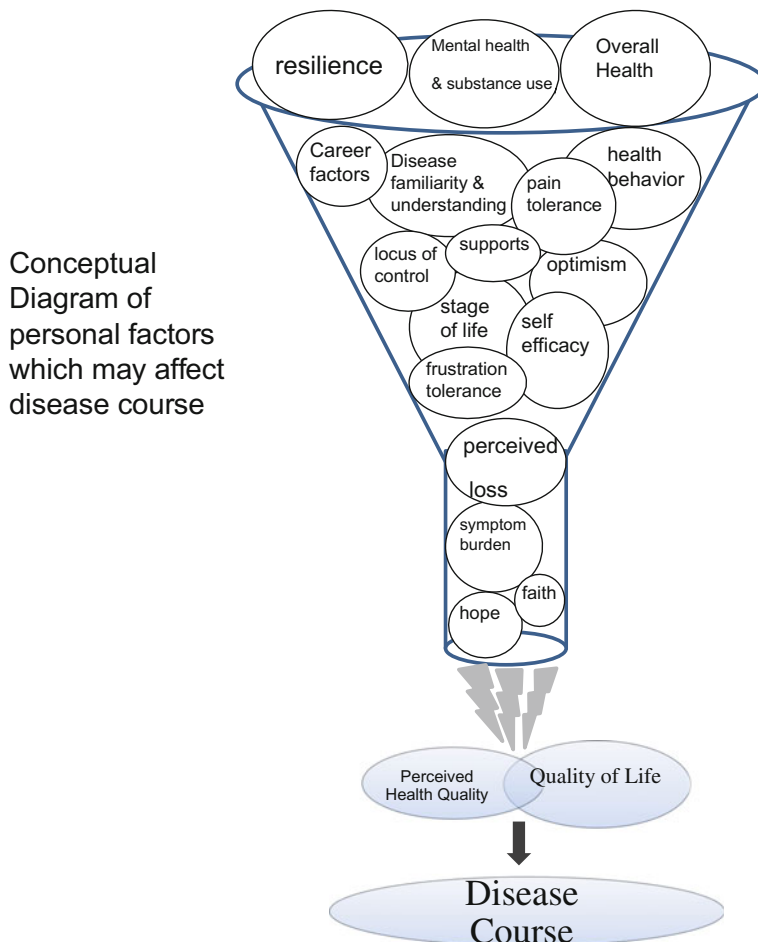 resilience
Mental health
& substance use,
Overall
Health
Career
factors
Disease
familiarity &
understanding
pain
tolerance
health
behavior
locus of
control
supports
optimism
stage
of life
self
efficacy
frustration
tolerance
Conceptual
Diagram of
personal factors
which may affect
disease course
perceived
loss
symptom
burden
faith
hope
Perceived
Health Quality
Quality of Life
Disease
Course